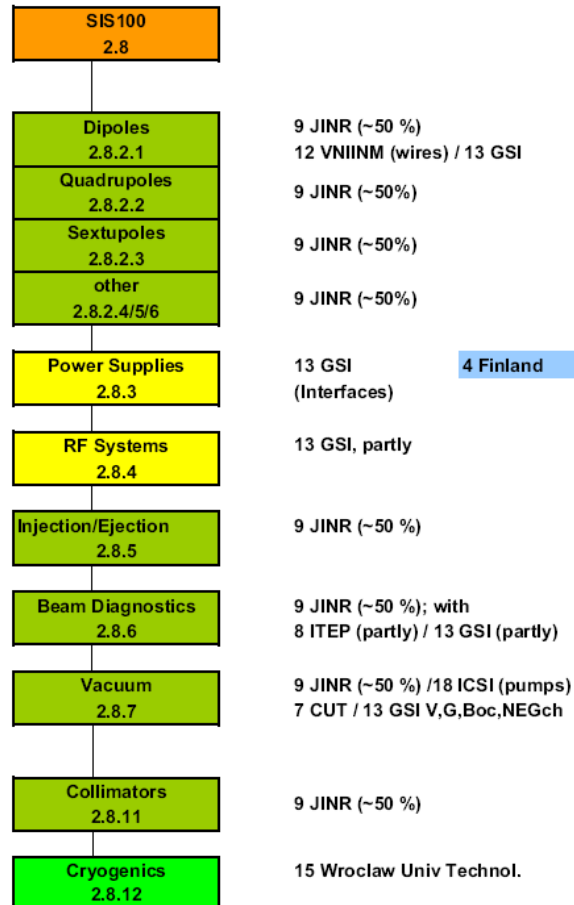 SIS100
2.8
Dipoles
2.8.2.1
9 JINR (~50 %)
12 VNIINM (wires) / 13 GSI
Quadrupoles
2.8.2.2
9 JINR (~50%)
Sextupoles
2.8.2.3
9 JINR (~50%)
other
2.8.2.4/5/6
9 JINR (~50%)
Power Supplies
2.8.3
13 GSI
(Interfaces)
4 Finland
RF Systems
2.8.4
13 GSI, partly
Injection/Ejection
2.8.5
9 JINR (~50 %)
Beam Diagnostics
2.8.6
9 JINR (~50 %); with
8 ITEP (partly) / 13 GSI (partly)
Vacuum
2.8.7
9 JINR (~50 %) /18 ICSI (pumps)
7 CUT / 13 GSI V,G,Boc,NEGch
Collimators
2.8.11
9 JINR (~50 %)
Cryogenics
2.8.12
15 Wroclaw Univ Technol.